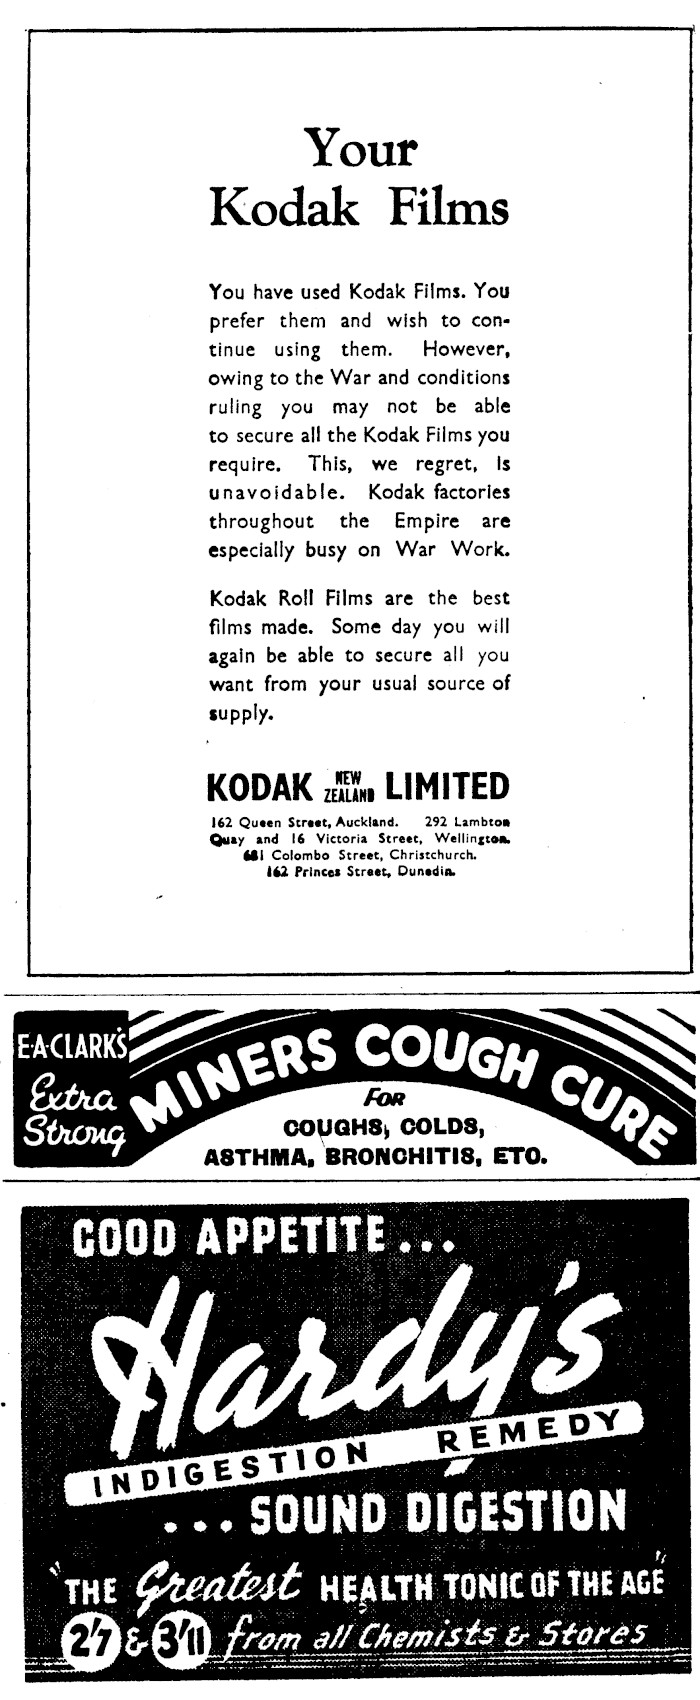 Your
Kodak Films
You have used Kodak Films. You
prefer them and wish to con-
tinue using them. However,
owing to the War and conditions
ruling you may not be able
to secure all the Kodak Films you
require. This, we regret, is
unavoidable. Kodak factories
throughout the Empire are
especially busy on War Work.
Kodak Roll Films are the best
films made. Some day you will
again be able to secure all you
want from your usual source of
supply.
KODAK NEW ZEALAND LIMITED
162 Queen Street, Auckland. 292 Lambton
Quay and 16 Victoria Street, Wellington.
681 Colombo Street, Christchurch.
162 Princes Street, Dunedin.
E·A·CLARK'S
Extra
Strong
MINERS COUGH CURE
FOR
COUGHS, COLDS,
ASTHMA, BRONCHITIS, ETC.
GOOD APPETITE...
Hardy's
INDIGESTION REMEDY
...SOUND DIGESTION
"THE Greatest HEALTH TONIC OF THE AGE"
2/7 & 3/11 from all Chemists & Stores